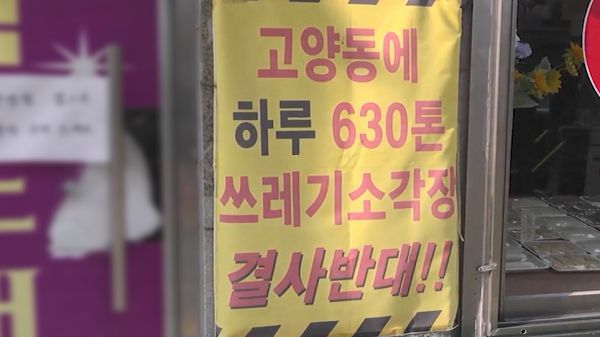 고양동에
하루 630톤
쓰레기소각장
결사반대!!